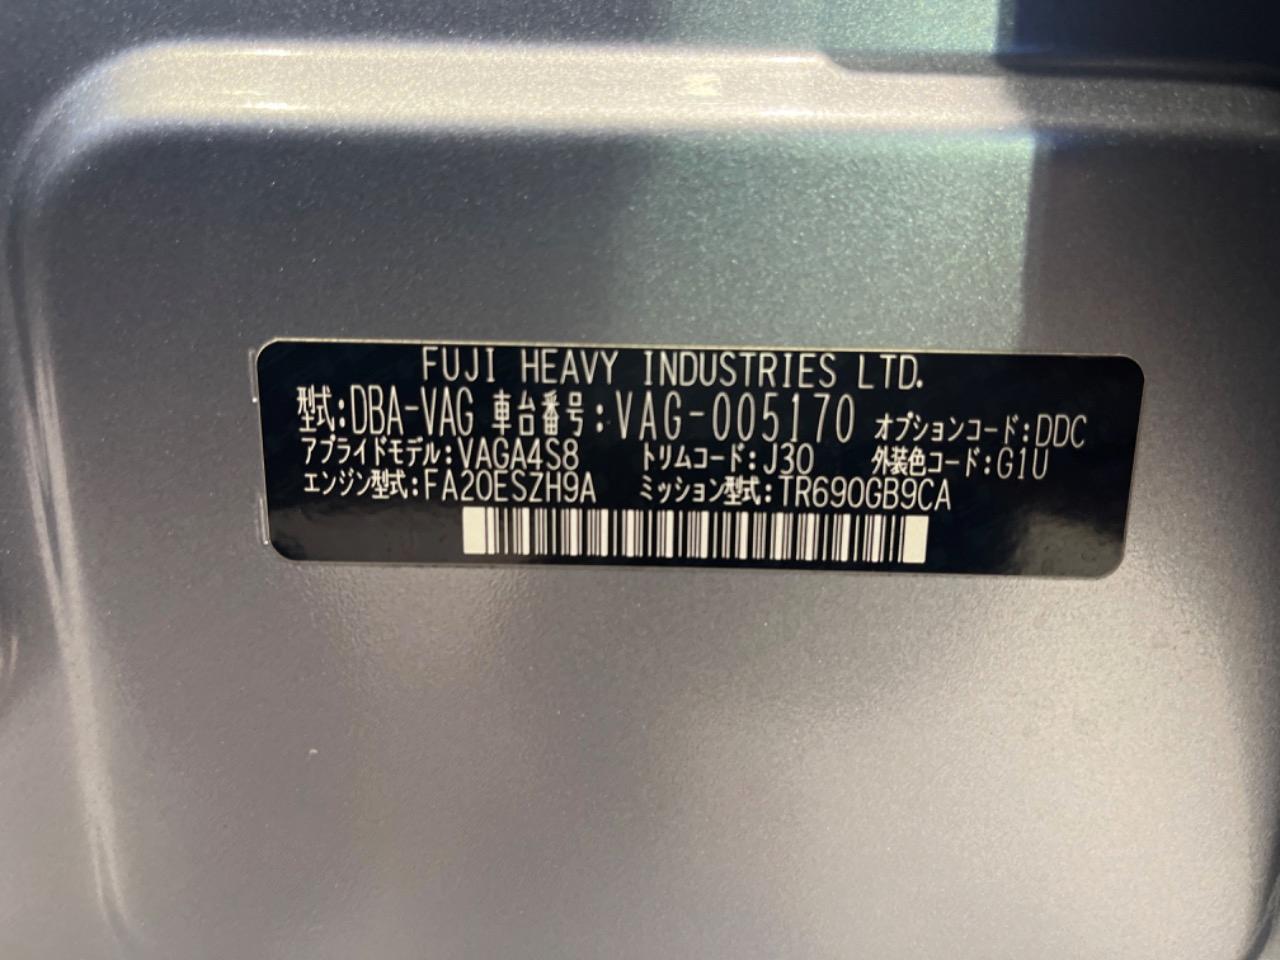 FUJI HEAVY INDUSTRIES LTD.
型式:DBA-VAG 車台番号:VAG-005170 オプションコード:DDC
アプライドモデル:VAGA4S8 トリムコード:J30 外装色コード:G1U
エンジン型式:FA20ESZH9A ミッション型式:TR690GB9CA